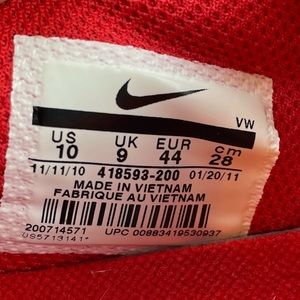 VW
US UK EUR cm
10 9 44 28
11/11/10 418593-200 01/20/11
MADE IN VIETNAM
FABRIQUE AU VIETNAM
200714571
US5713141*
UPC 00883419530937